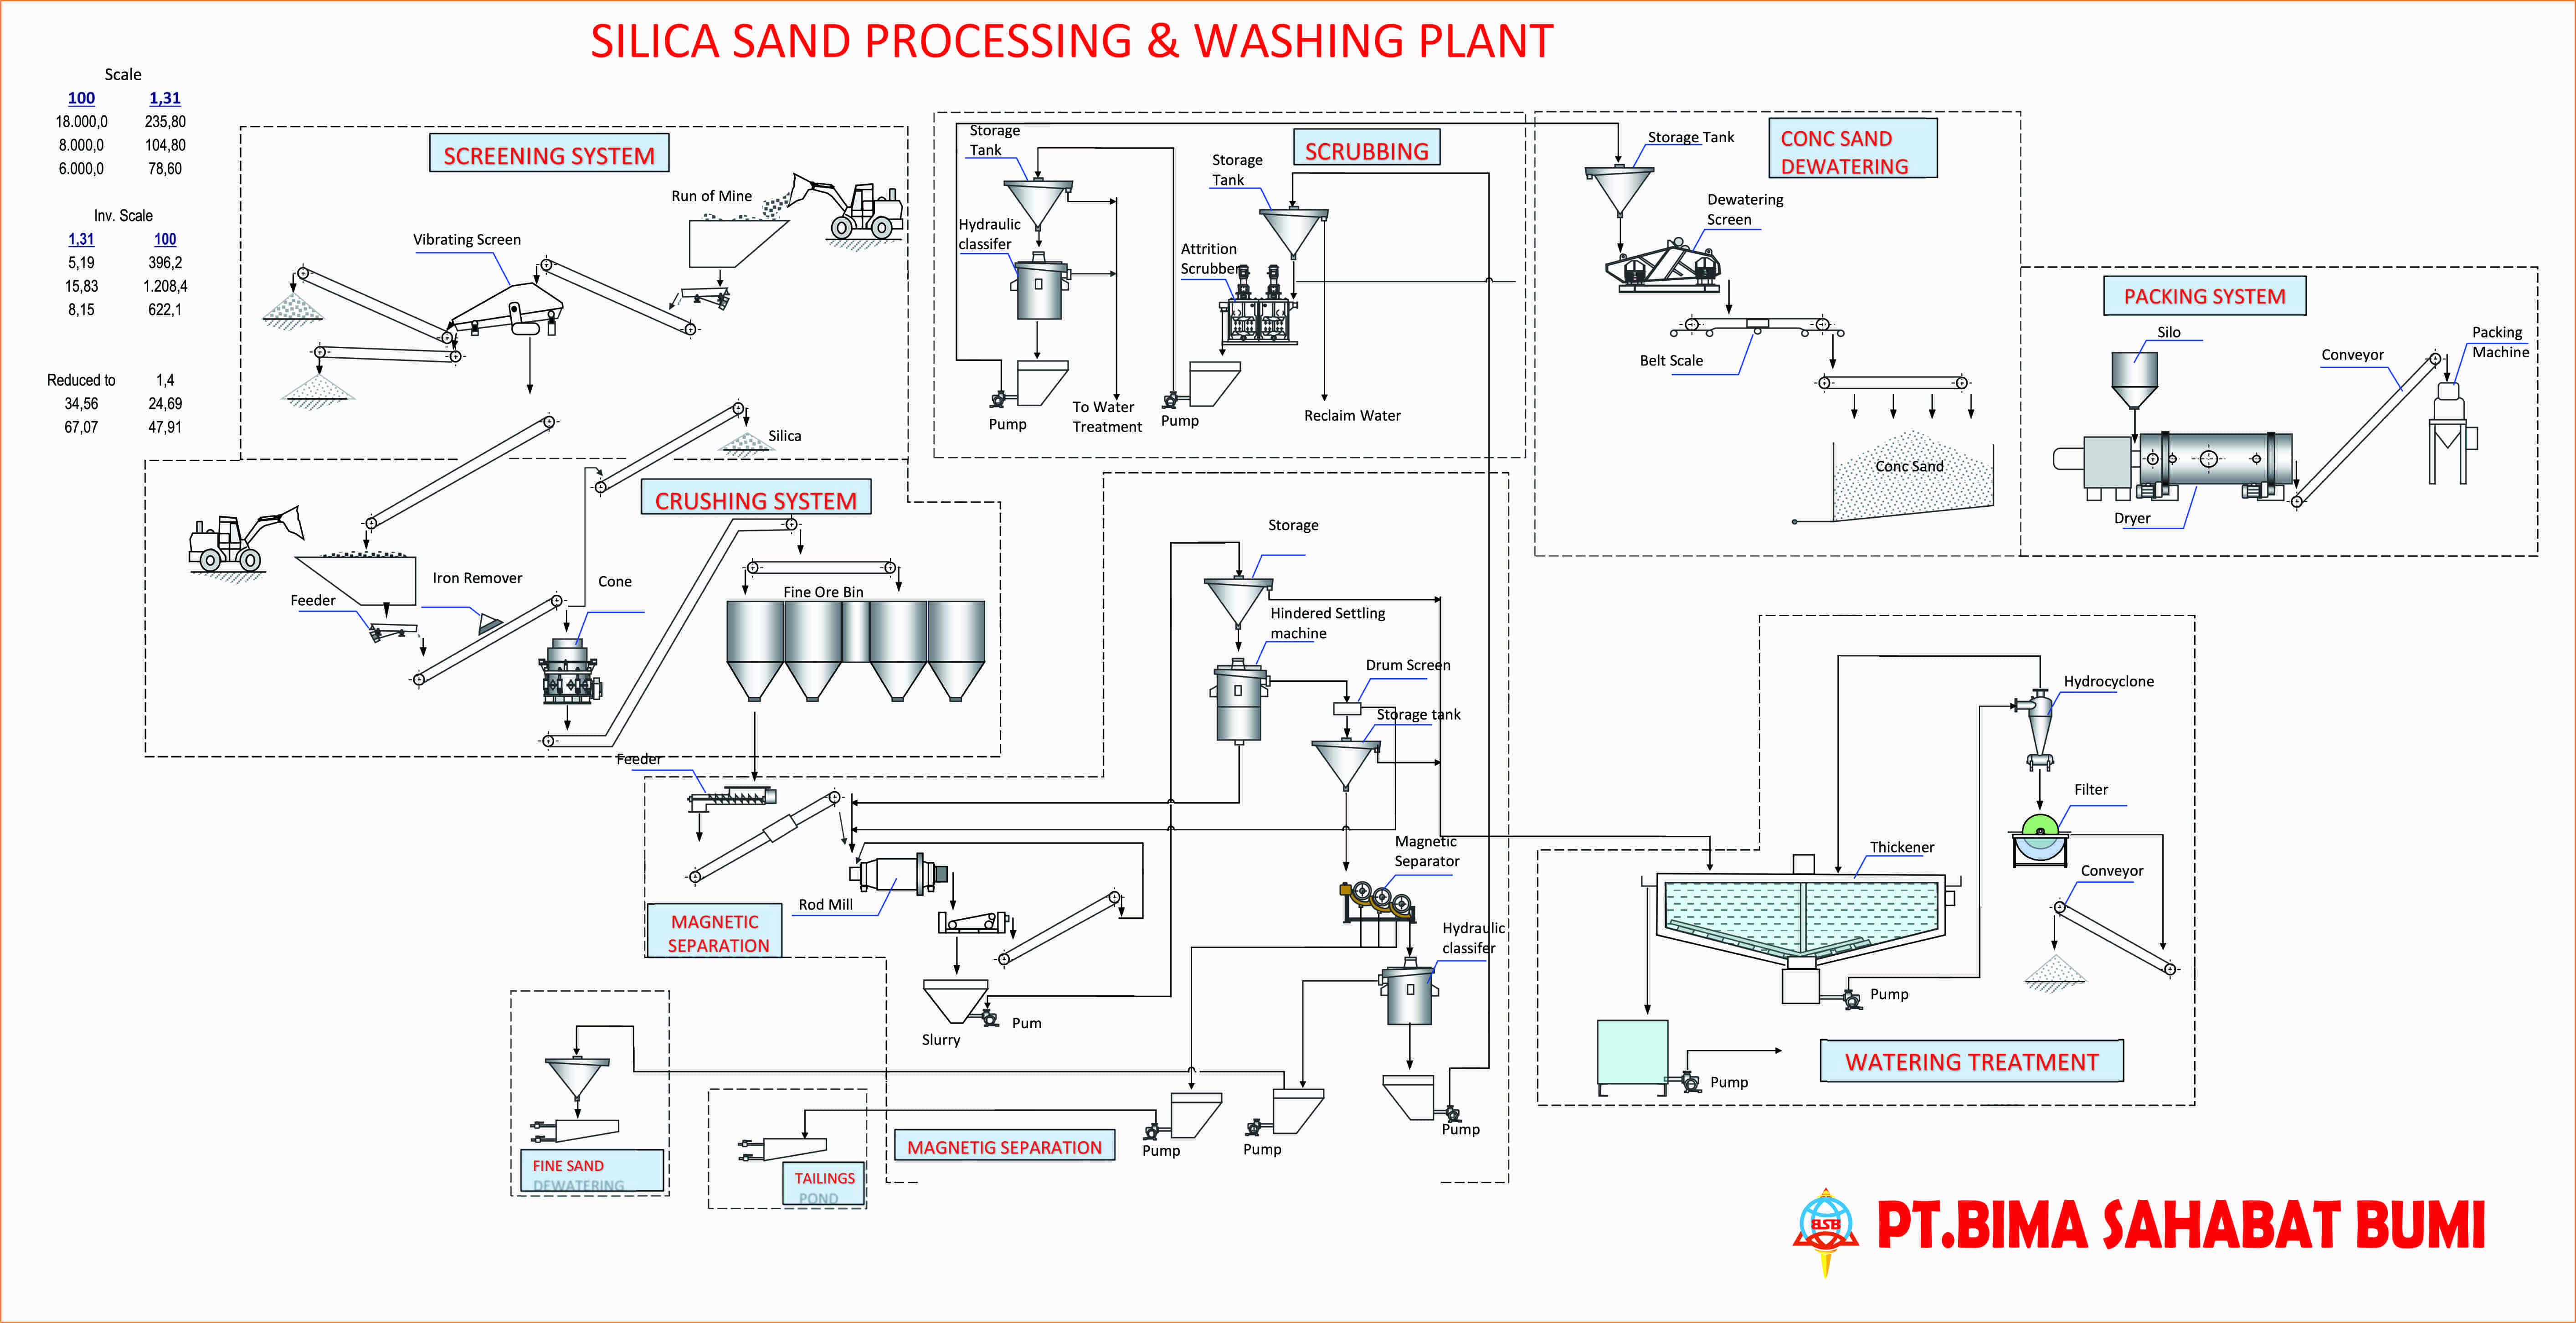 SILICA SAND PROCESSING & WASHING PLANT
Scale
100 1,31
18.000,0 235,80
8.000,0 104,80
6.000,0 78,60
Inv. Scale
1,31 100
5,19 396,2
15,83 1.208,4
8,15 622,1
Reduced to 1,4
34,56 24,69
67,07 47,91
SCREENING SYSTEM
Run of Mine
Vibrating Screen
Silica
CRUSHING SYSTEM
Iron Remover
Cone
Feeder
Fine Ore Bin
SCRUBBING
Storage
Tank
Storage
Tank
Hydraulic
classifer
Attrition
Scrubber
Pump
To Water
Treatment
Pump
Reclaim Water
CONC SAND
DEWATERING
Storage Tank
Dewatering
Screen
Belt Scale
Conc Sand
PACKING SYSTEM
Silo
Conveyor
Packing
Machine
Dryer
Storage
Hindered Settling
machine
Drum Screen
Storage tank
Feeder
Magnetic
Separator
Rod Mill
MAGNETIC
SEPARATION
Hydraulic
classifer
Pum
Slurry
Pump
Pump
Pump
MAGNETIG SEPARATION
FINE SAND
DEWATERING
TAILINGS
POND
Hydrocyclone
Filter
Thickener
Conveyor
Pump
Pump
WATERING TREATMENT
BSB
PT.BIMA SAHABAT BUMI